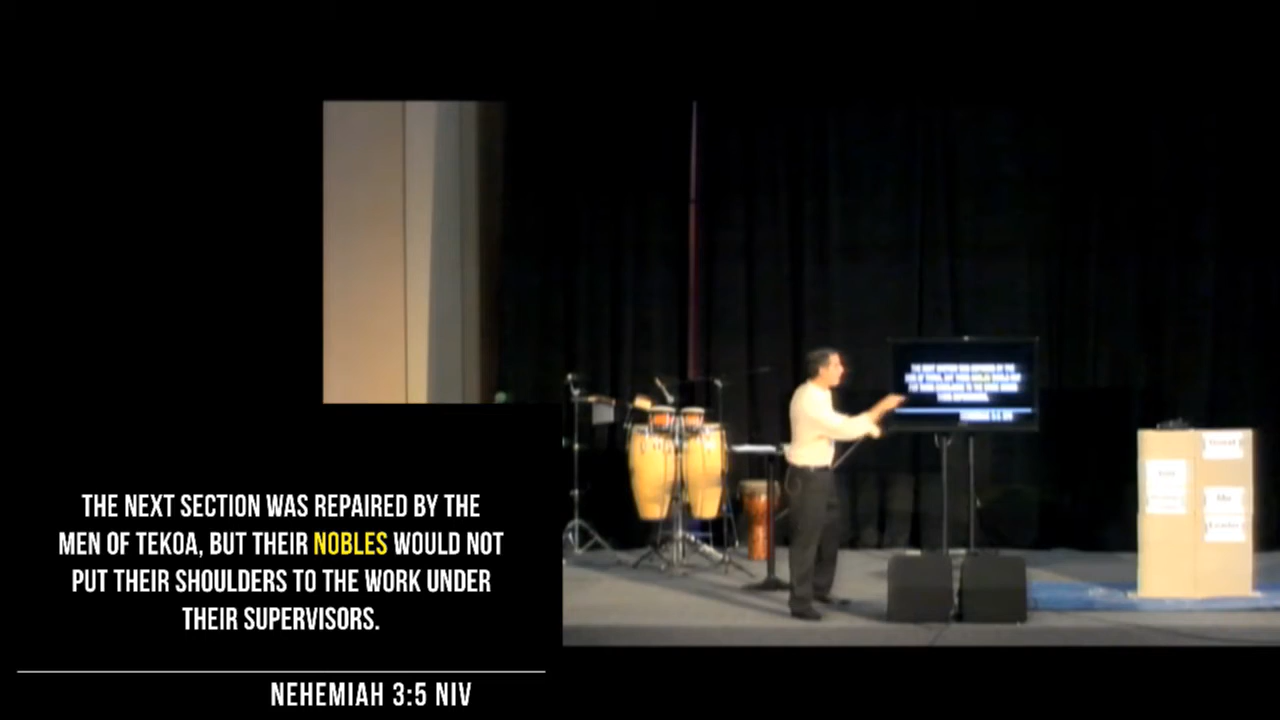 THE NEXT SECTION WAS REPAIRED BY THE
MEN OF TEKOA, BUT THEIR NOBLES WOULD NOT
PUT THEIR SHOULDERS TO THE WORK UNDER
THEIR SUPERVISORS.
NEHEMIAH 3:5 NIV